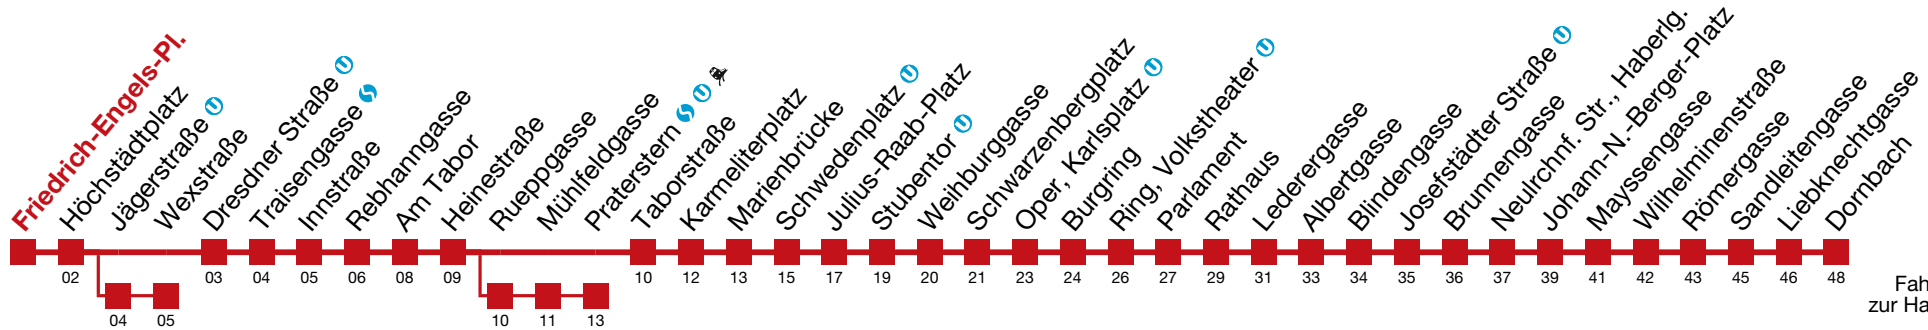 Friedrich-Engels-Pl.
Höchstädtplatz
Jägerstraße U
Wexstraße
Dresdner Straße U
Traisengasse S
Innstraße
Rebhanngasse
Am Tabor
Heinestraße
Rueppgasse
Mühlfeldgasse
Praterstern S U
Taborstraße
Karmeliterplatz
Marienbrücke
Schwedenplatz U
Julius-Raab-Platz
Stubentor U
Weihburggasse
Schwarzenbergplatz
Oper, Karlsplatz U
Burgring
Ring, Volkstheater U
Parlament
Rathaus
Lederergasse
Albertgasse
Blindengasse
Josefstädter Straße U
Brunnengasse
Neulrchnf. Str., Haberlg.
Johann-N.-Berger-Platz
Mayssengasse
Wilhelminenstraße
Römergasse
Sandleitengasse
Liebknechtgasse
Dornbach
02 03 04 05 06 08 09 10 12 13 15 17 19 20 21 23 24 26 27 29 31 33 34 35 36 37 39 41 42 43 45 46 48
04 05 10 11 13
Fah
zur Ha